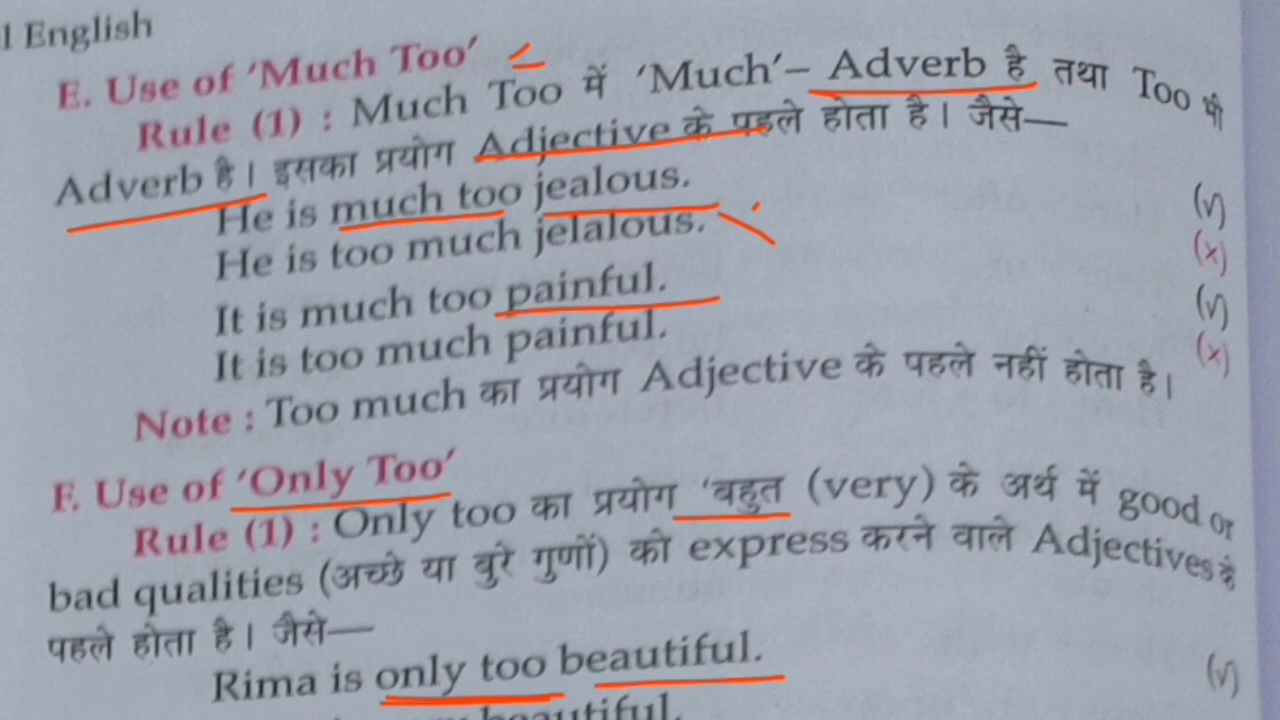 l English
E. Use of 'Much Too'
Rule (1) : Much Too में 'Much'– Adverb है तथा Too भी
Adverb है। इसका प्रयोग Adjective के पहले होता है। जैसे—
He is much too jealous. (v)
He is too much jelalous. (x)
It is much too painful. (v)
It is too much painful. (x)
Note : Too much का प्रयोग Adjective के पहले नहीं होता है।
F. Use of 'Only Too'
Rule (1) : Only too का प्रयोग 'बहुत (very) के अर्थ में good or
bad qualities (अच्छे या बुरे गुणों) को express करने वाले Adjectives के
पहले होता है। जैसे—
Rima is only too beautiful. (v)
beautiful.